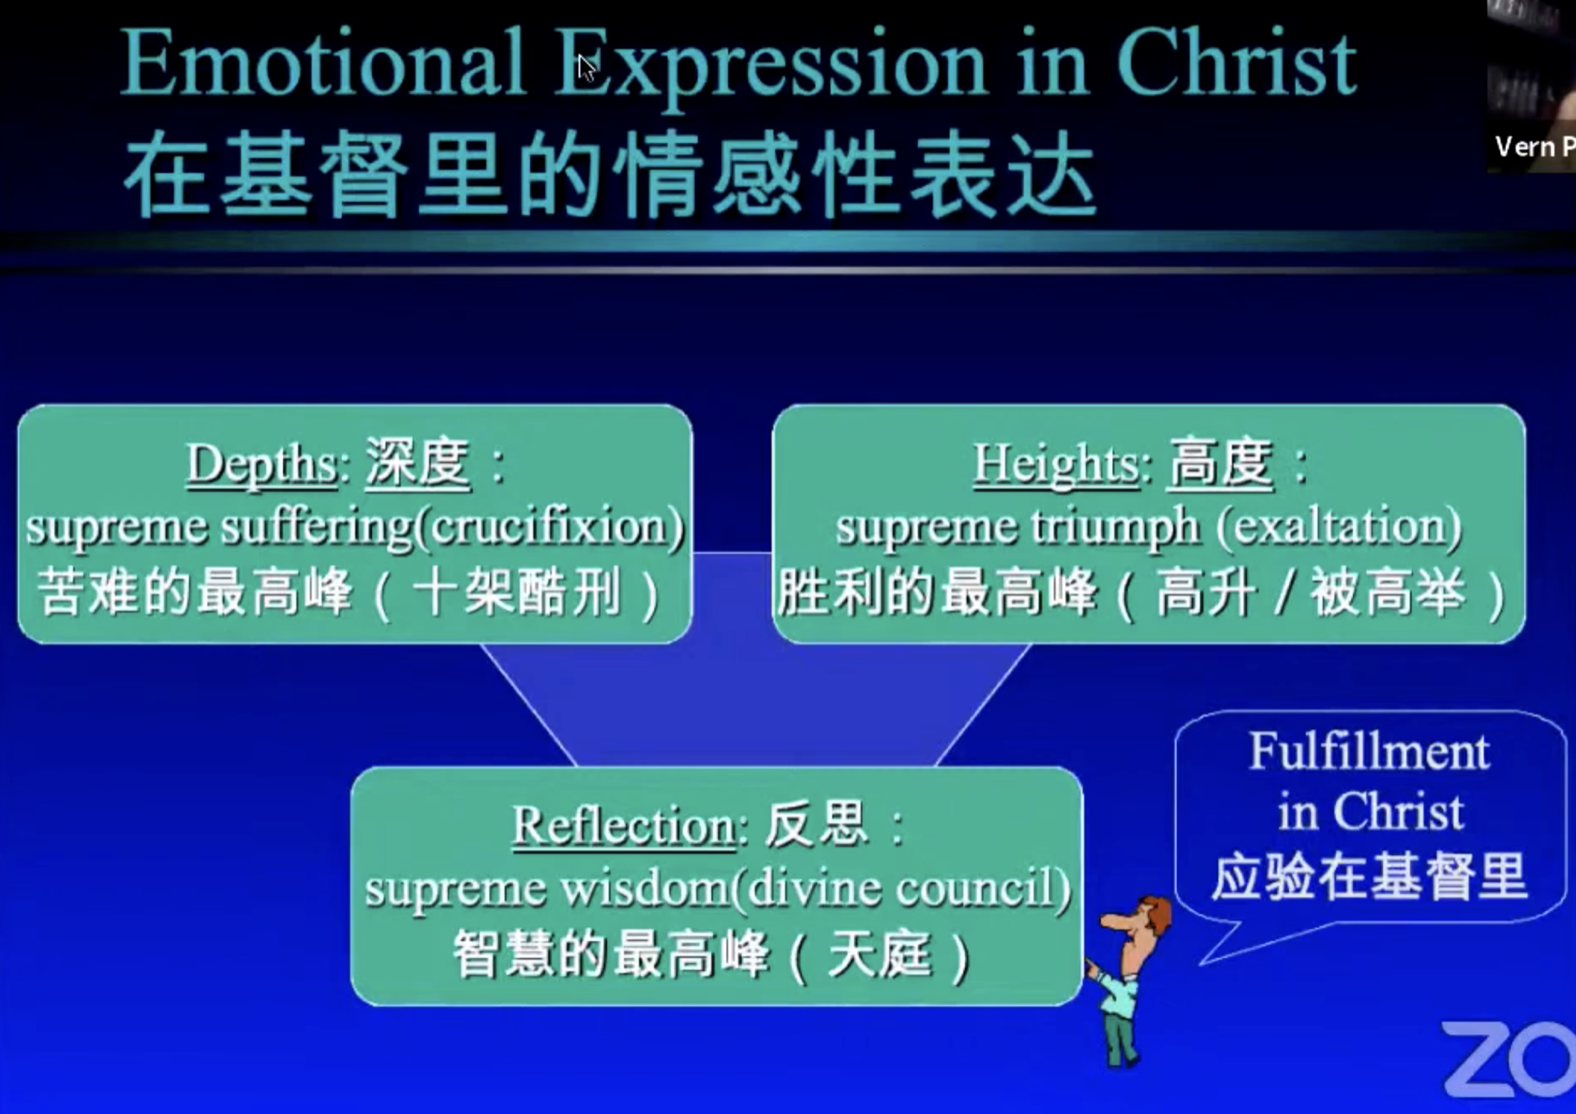 Emotional Expression in Christ
在基督里的情感性表达
Vern P
Depths: 深度：
supreme suffering(crucifixion)
苦难的最高峰（十架酷刑）
Heights: 高度：
supreme triumph (exaltation)
胜利的最高峰（高升/被高举）
Reflection: 反思：
supreme wisdom(divine council)
智慧的最高峰（天庭）
Fulfillment
in Christ
应验在基督里
ZO